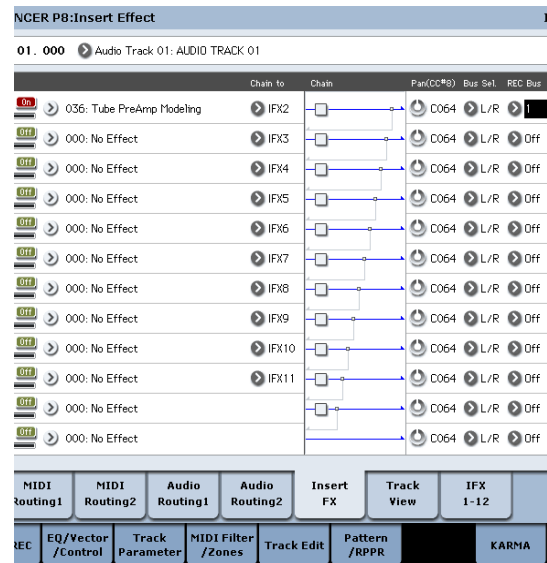 NCER P8:Insert Effect
01. 000 Audio Track 01: AUDIO TRACK 01
Chain to Chain Pan(CC#8) Bus Sel. REC Bus
On 036: Tube PreAmp Modeling IFX2 C064 L/R 1
Off 000: No Effect IFX3 C064 L/R Off
Off 000: No Effect IFX4 C064 L/R Off
Off 000: No Effect IFX5 C064 L/R Off
Off 000: No Effect IFX6 C064 L/R Off
Off 000: No Effect IFX7 C064 L/R Off
Off 000: No Effect IFX8 C064 L/R Off
Off 000: No Effect IFX9 C064 L/R Off
Off 000: No Effect IFX10 C064 L/R Off
Off 000: No Effect IFX11 C064 L/R Off
Off 000: No Effect C064 L/R Off
Off 000: No Effect C064 L/R Off
MIDI MIDI Audio Audio Insert Track IFX
Routing1 Routing2 Routing1 Routing2 FX View 1-12
REC EQ/Vector Track MIDI Filter Track Edit Pattern KARMA
/Control Parameter /Zones /RPPR